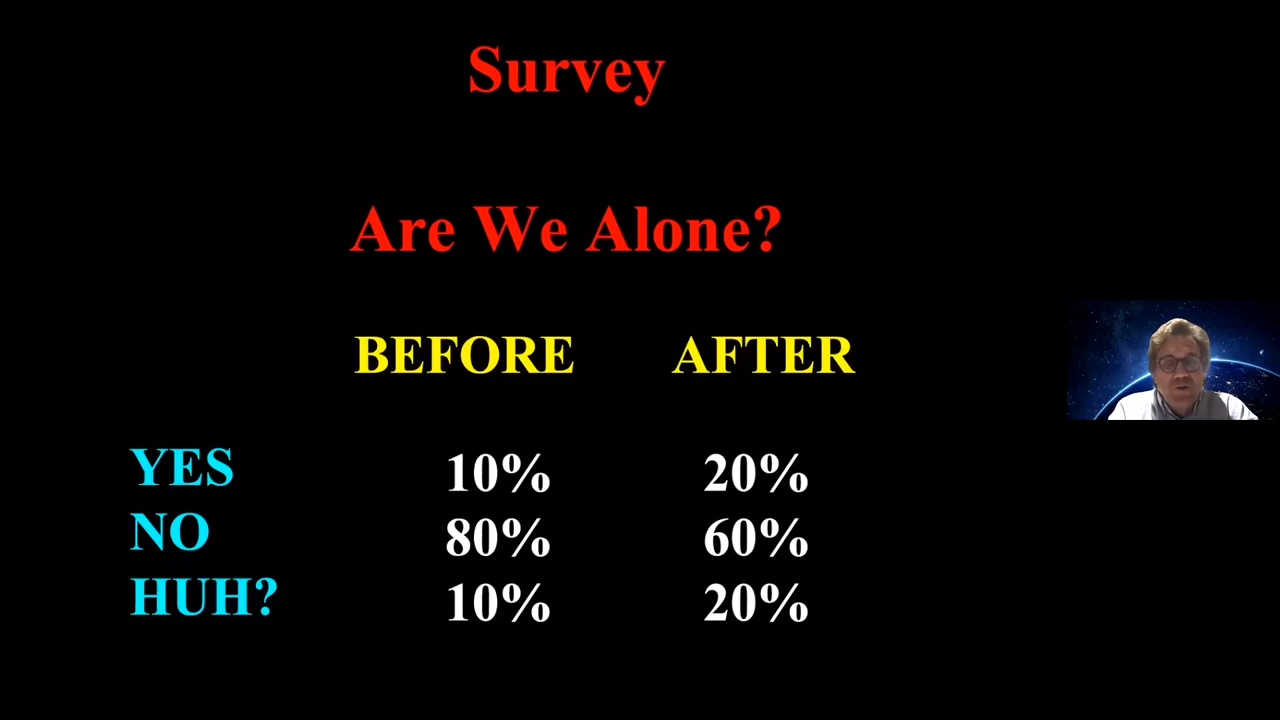 Survey
Are We Alone?
BEFORE AFTER
YES 10% 20%
NO 80% 60%
HUH? 10% 20%